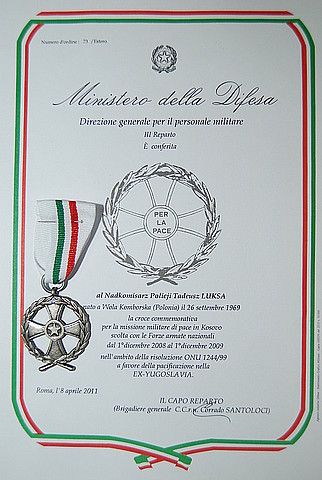 Numero d'ordine: 75 /Estero
Ministero della Difesa
Direzione generale per il personale militare
III Reparto
È conferita
PER
LA
PACE
al Nadkomisarz Palicji Tadeusz LUKSA
nato a Wola Komborska (Polonia) il 26 settembre 1969
la croce commemorativa
per la missione militare di pace in Kosovo
svolta con le Forze armate nazionali
dal 1°dicembre 2008 al 1°dicembre 2009
nell'ambito della risoluzione ONU 1244/99
a favore della pacificazione nella
EX-YUGOSLAVIA.
Roma, l'8 aprile 2011
IL CAPO REPARTO
(Brigadiere generale C.C.r.n. Corrado SANTOLOCI)